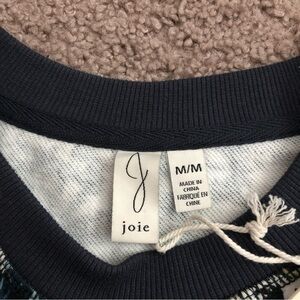 J
joie
M/M
MADE IN
CHINA
FABRIQUÉ EN
CHINE